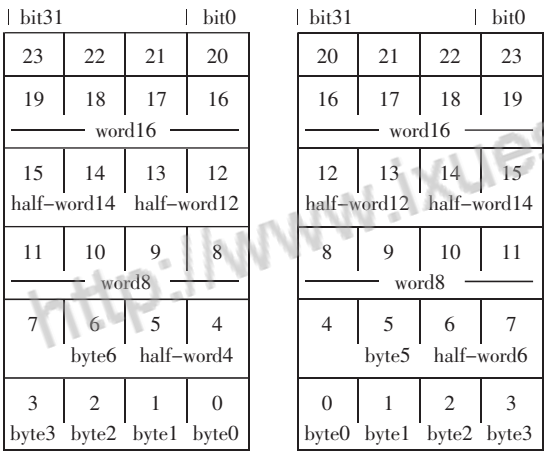 bit31 bit0
23 22 21 20
19 18 17 16
word16
15 14 13 12
half-word14 half-word12
11 10 9 8
word8
7 6 5 4
byte6 half-word4
3 2 1 0
byte3 byte2 byte1 byte0
bit31 bit0
20 21 22 23
16 17 18 19
word16
12 13 14 15
half-word12 half-word14
8 9 10 11
word8
4 5 6 7
byte5 half-word6
0 1 2 3
byte0 byte1 byte2 byte3